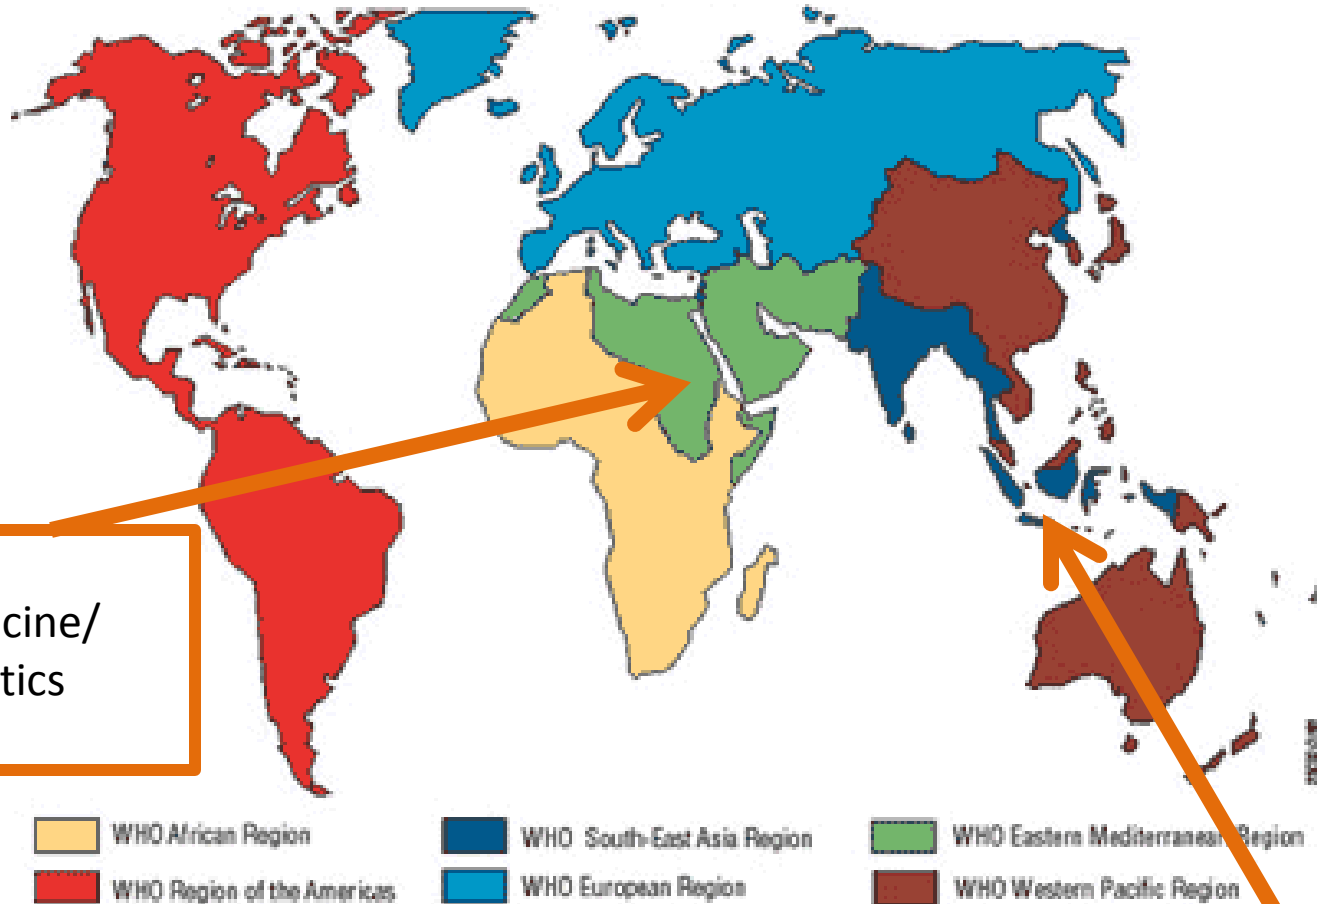 cine/
tics
WHO African Region
WHO South-East Asia Region
WHO Eastern Mediterranean Region
WHO Region of the Americas
WHO European Region
WHO Western Pacific Region